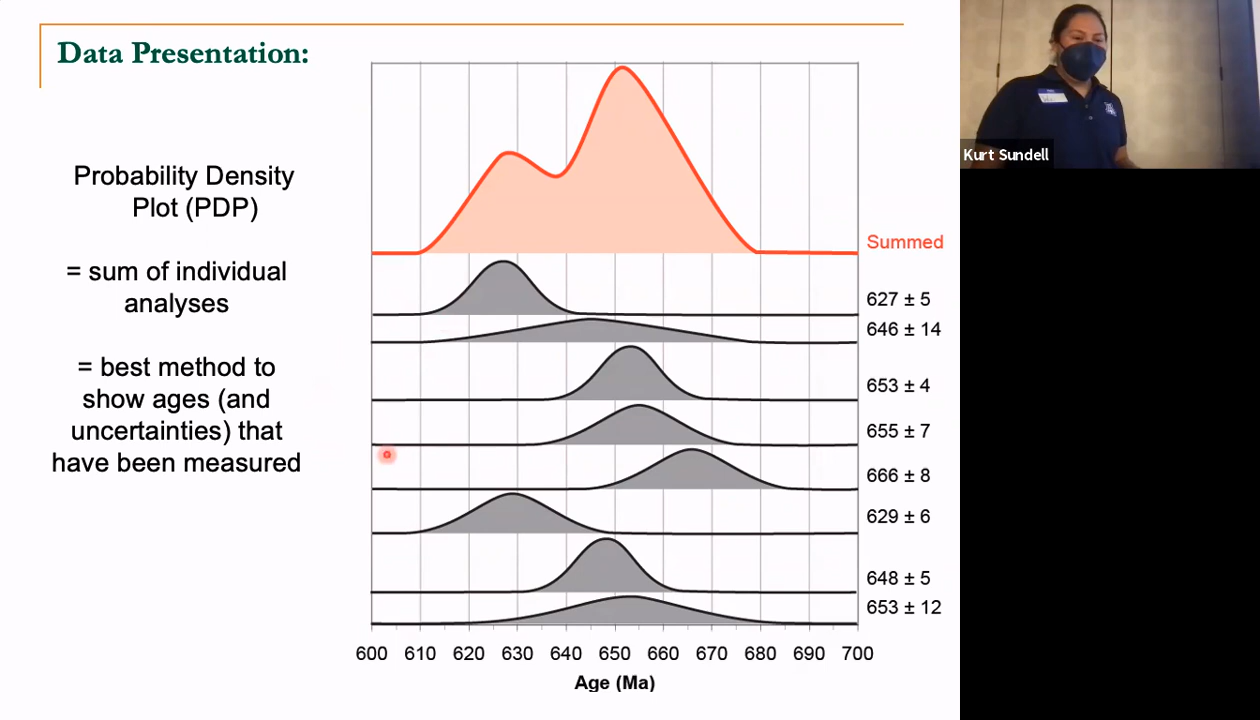 Data Presentation:
Probability Density
Plot (PDP)
= sum of individual
analyses
= best method to
show ages (and
uncertainties) that
have been measured
Summed
627 ± 5
646 ± 14
653 ± 4
655 ± 7
666 ± 8
629 ± 6
648 ± 5
653 ± 12
600 610 620 630 640 650 660 670 680 690 700
Age (Ma)
Kurt Sundell